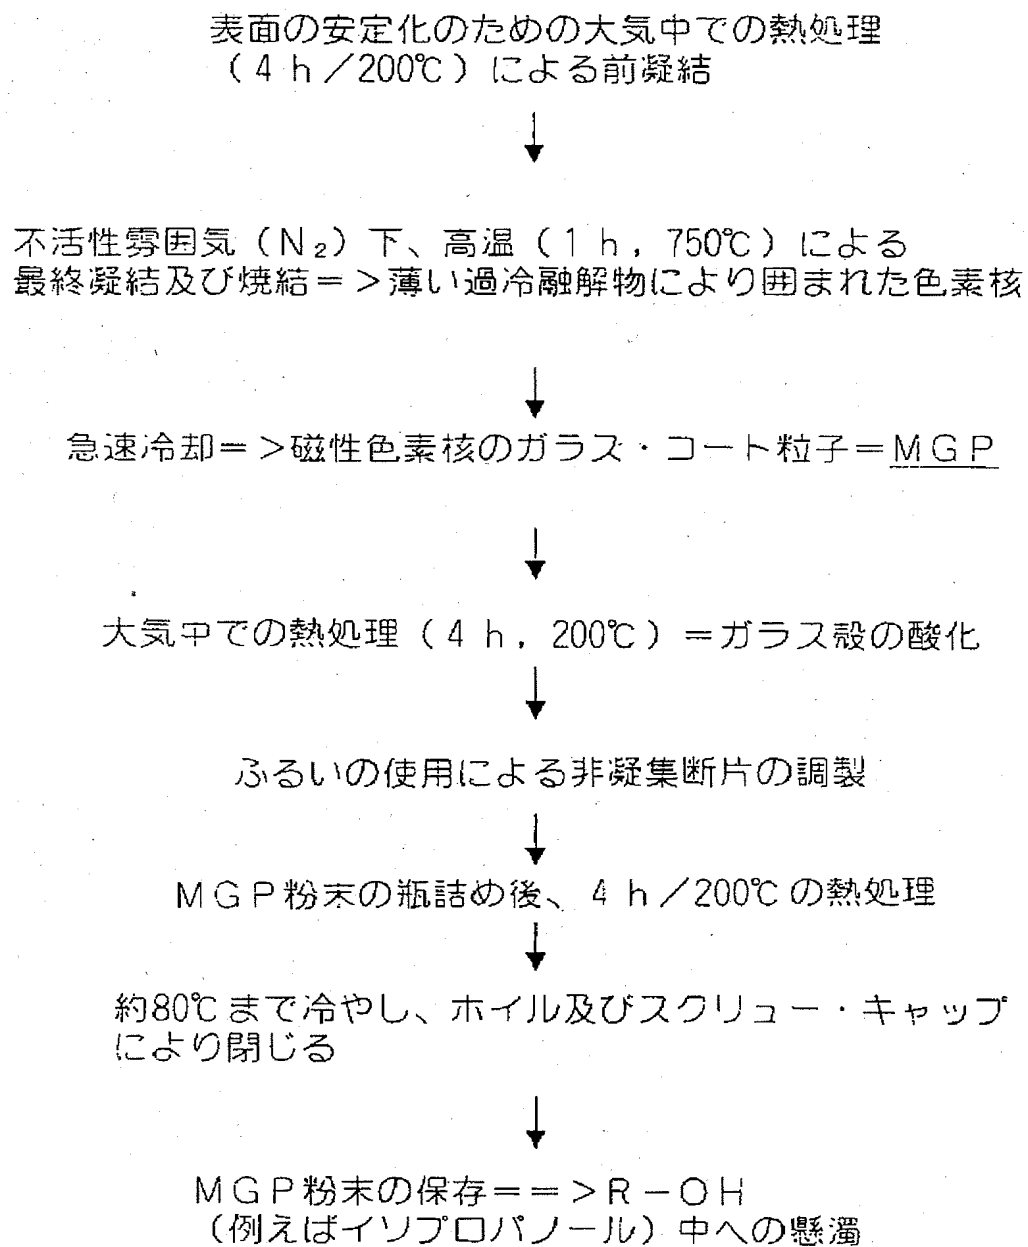 表面の安定化のための大気中での熱処理
(4h/200℃)による前凝結
不活性雰囲気(N₂)下、高温(1h,750℃)による
最終凝結及び焼結=>薄い過冷融解物により囲まれた色素核
急速冷却=>磁性色素核のガラス・コート粒子=MGP
大気中での熱処理(4h,200℃)=ガラス殻の酸化
ふるいの使用による非凝集断片の調製
MGP粉末の瓶詰め後、4h/200℃の熱処理
約80℃まで冷やし、ホイル及びスクリュー・キャップ
により閉じる
MGP粉末の保存==>R-OH
(例えばイソプロパノール)中への懸濁